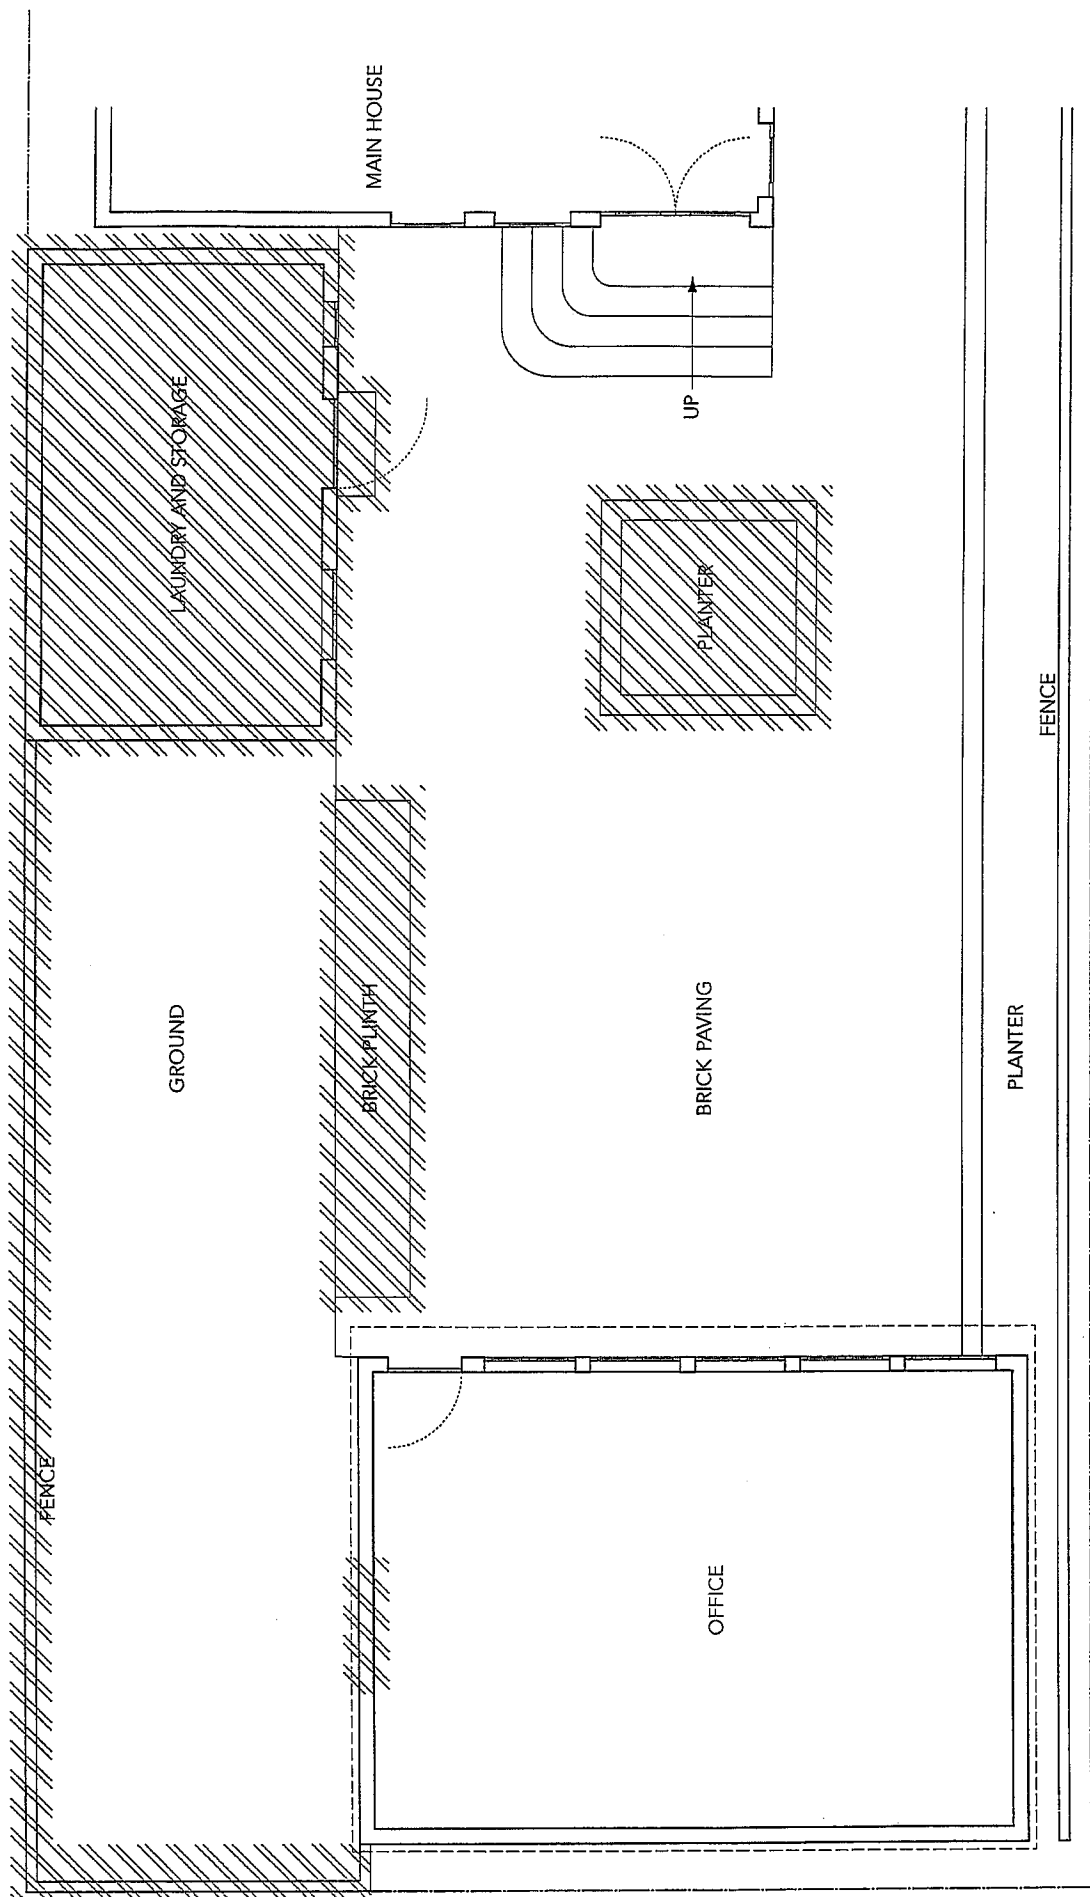 MAIN HOUSE
LAUNDRY AND STORAGE
UP
PLANTER
FENCE
GROUND
BRICK PLINTH
BRICK PAVING
PLANTER
FENCE
OFFICE